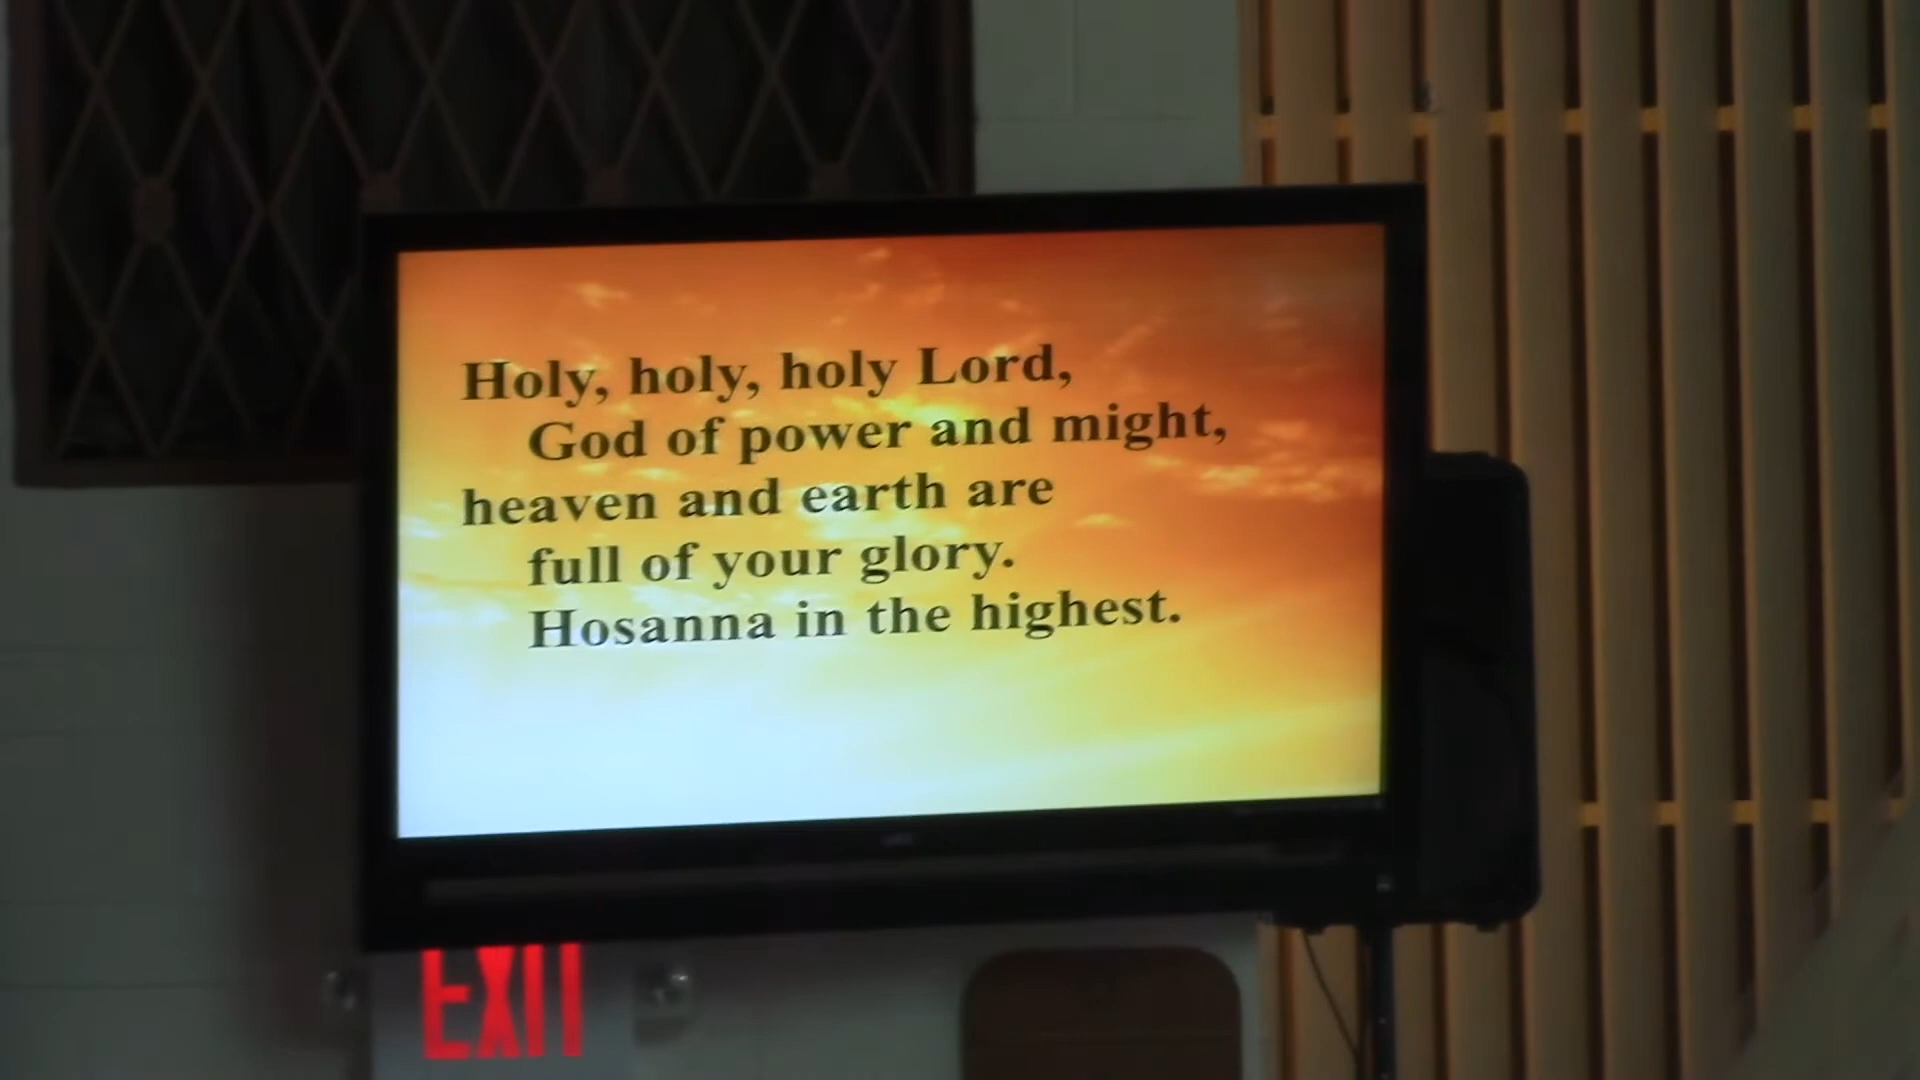 Holy, holy, holy Lord,
God of power and might,
heaven and earth are
full of your glory.
Hosanna in the highest.
EXIT